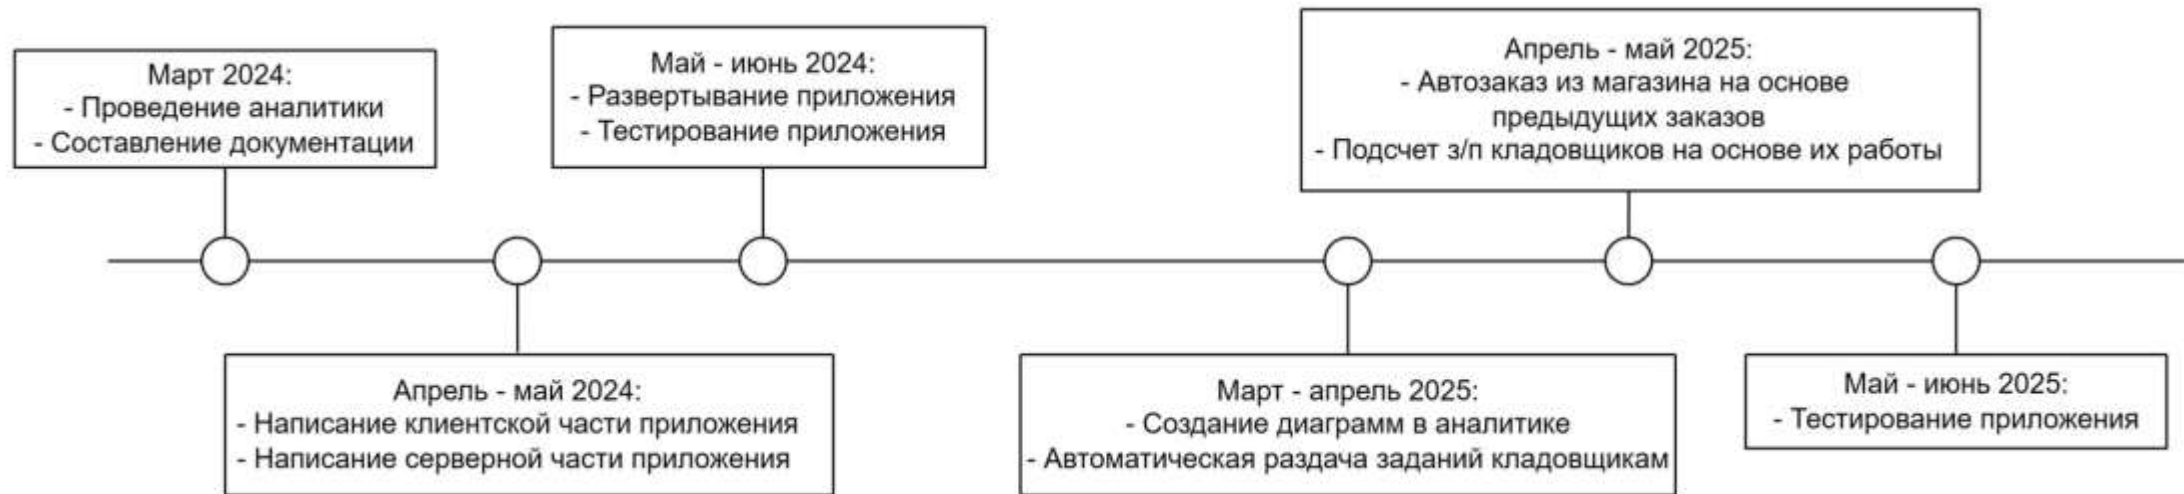 Март 2024:
- Проведение аналитики
- Составление документации
Апрель - май 2024:
- Написание клиентской части приложения
- Написание серверной части приложения
Май - июнь 2024:
- Развертывание приложения
- Тестирование приложения
Март - апрель 2025:
- Создание диаграмм в аналитике
- Автоматическая раздача заданий кладовщикам
Апрель - май 2025:
- Автозаказ из магазина на основе
предыдущих заказов
- Подсчет з/п кладовщиков на основе их работы
Май - июнь 2025:
- Тестирование приложения